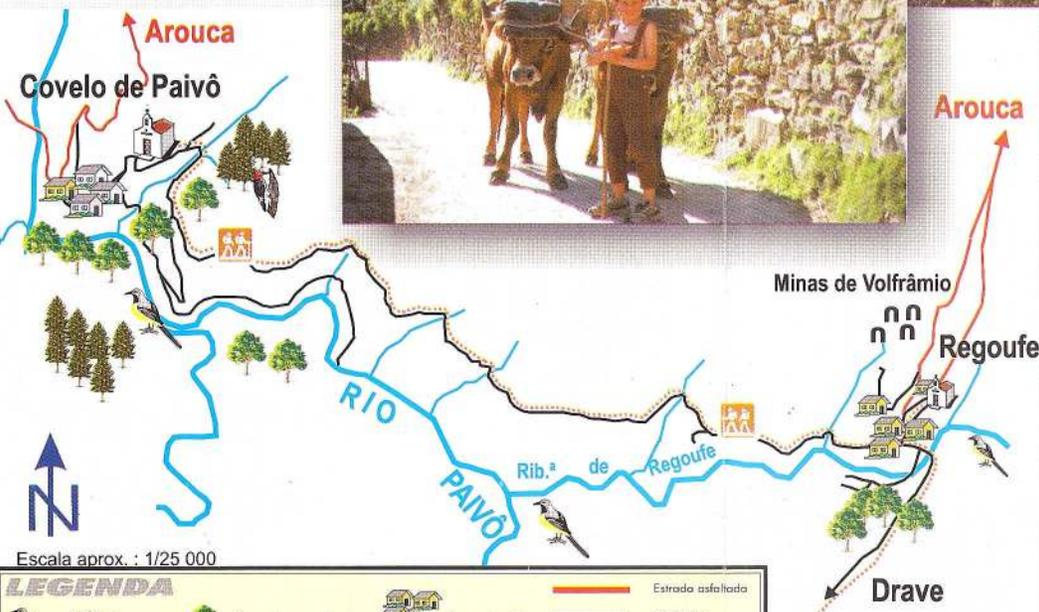 Arouca
Covelo de Paivô
Arouca
Minas de Volfrâmio
Regoufe
RIO
PAIVÔ
Rib.ª de Regoufe
N
Escala aprox. : 1/25 000
Drave
LEGENDA
Estrada asfaltada